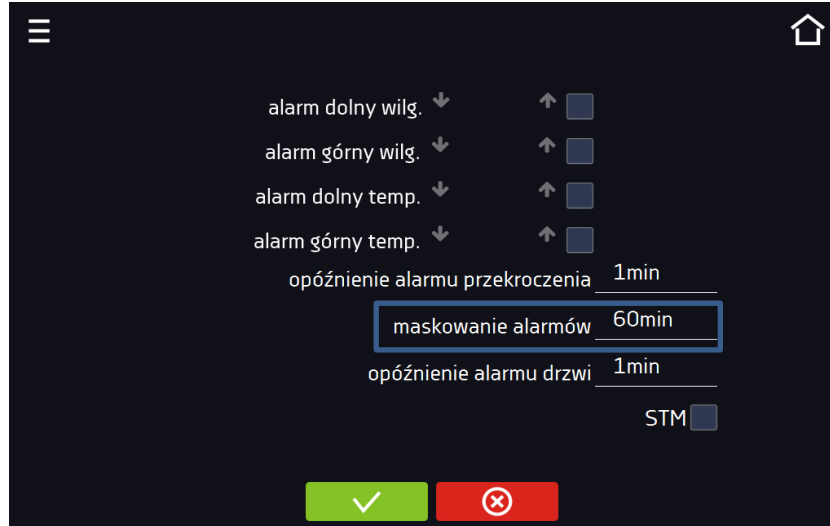 alarm dolny wilg.
alarm górny wilg.
alarm dolny temp.
alarm górny temp.
opóźnienie alarmu przekroczenia 1min
maskowanie alarmów 60min
opóźnienie alarmu drzwi 1min
STM